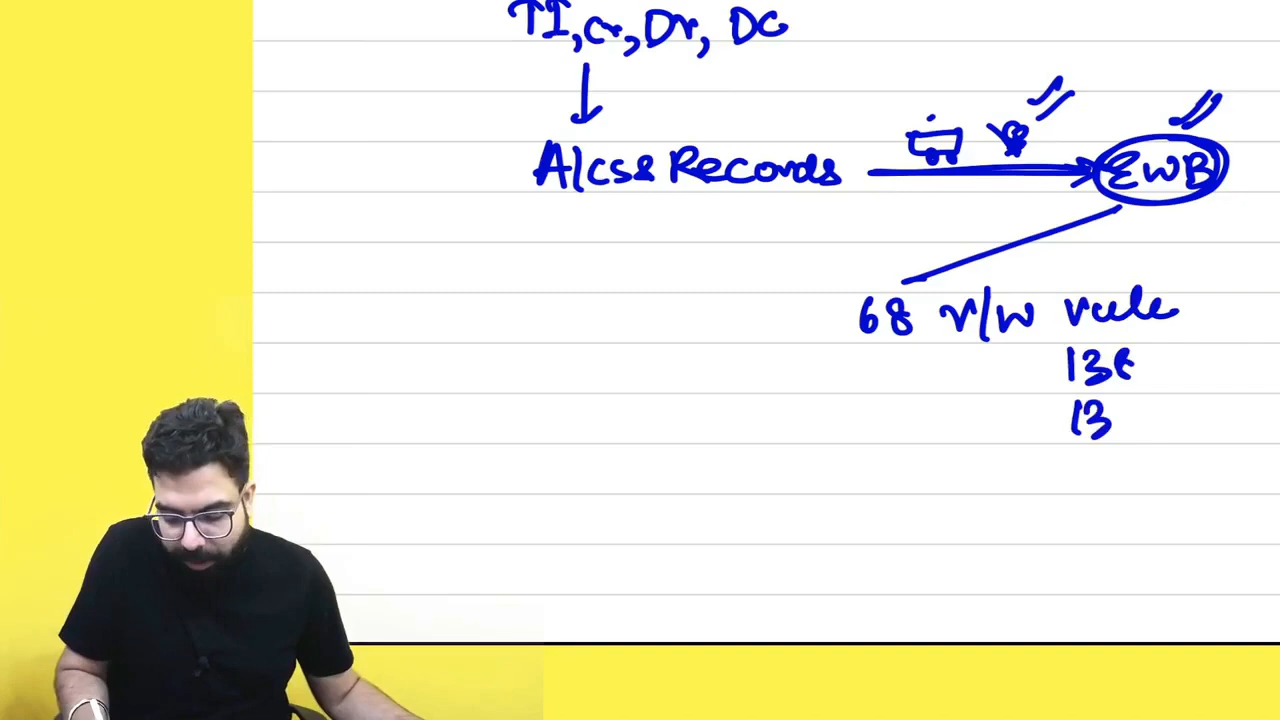 TI, Cr, Dr, DC
A/cs & Records
EWB
68 r/w rule
138
13